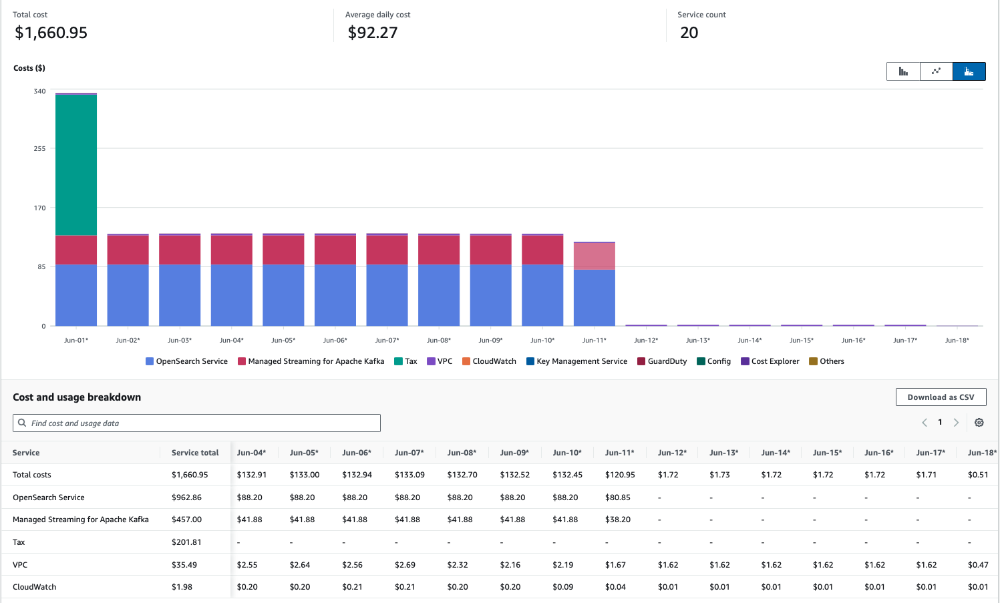 Total cost Average daily cost Service count
$1,660.95 $92.27 20
Costs ($)
340
255
170
85
0
Jun-01* Jun-02* Jun-03* Jun-04* Jun-05* Jun-06* Jun-07* Jun-08* Jun-09* Jun-10* Jun-11* Jun-12* Jun-13* Jun-14* Jun-15* Jun-16* Jun-17* Jun-18*
OpenSearch Service Managed Streaming for Apache Kafka Tax VPC CloudWatch Key Management Service GuardDuty Config Cost Explorer Others
Cost and usage breakdown Download as CSV
Find cost and usage data 1
Service Service total Jun-04* Jun-05* Jun-06* Jun-07* Jun-08* Jun-09* Jun-10* Jun-11* Jun-12* Jun-13* Jun-14* Jun-15* Jun-16* Jun-17* Jun-18*
Total costs $1,660.95 $132.91 $133.00 $132.94 $133.09 $132.70 $132.52 $132.45 $120.95 $1.72 $1.73 $1.72 $1.72 $1.72 $1.71 $0.51
OpenSearch Service $962.86 $88.20 $88.20 $88.20 $88.20 $88.20 $88.20 $88.20 $80.85 - - - - - - -
Managed Streaming for Apache Kafka $457.00 $41.88 $41.88 $41.88 $41.88 $41.88 $41.88 $41.88 $38.20 - - - - - - -
Tax $201.81 - - - - - - - - - - - - - - -
VPC $35.49 $2.55 $2.64 $2.56 $2.69 $2.32 $2.16 $2.19 $1.67 $1.62 $1.62 $1.62 $1.62 $1.62 $1.62 $0.47
CloudWatch $1.98 $0.20 $0.20 $0.21 $0.21 $0.20 $0.20 $0.09 $0.04 $0.01 $0.01 $0.01 $0.01 $0.01 $0.01 $0.01